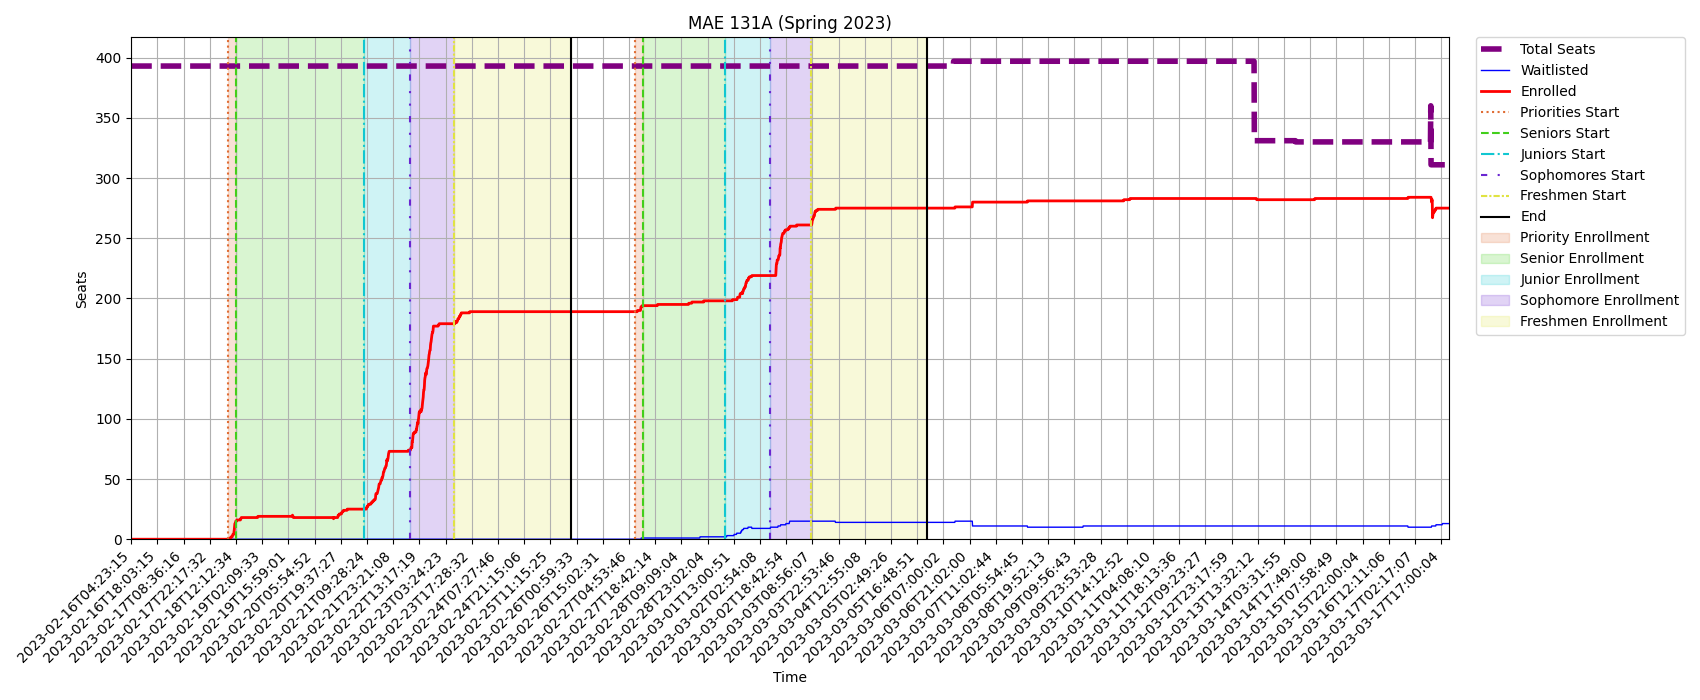 MAE 131A (Spring 2023)
Seats
400
350
300
250
200
150
100
50
0
2023-02-16T04:23:15
2023-02-16T18:03:15
2023-02-17T08:36:16
2023-02-17T22:17:32
2023-02-18T12:12:34
2023-02-19T02:09:33
2023-02-19T15:59:01
2023-02-20T05:54:52
2023-02-20T19:37:27
2023-02-21T09:28:24
2023-02-21T23:21:08
2023-02-22T13:17:19
2023-02-23T03:24:23
2023-02-23T17:28:32
2023-02-24T07:27:46
2023-02-24T21:15:06
2023-02-25T11:15:25
2023-02-26T00:59:33
2023-02-26T15:02:31
2023-02-27T04:53:46
2023-02-27T18:42:14
2023-02-28T09:09:04
2023-02-28T23:02:04
2023-03-01T13:00:51
2023-03-02T02:54:08
2023-03-02T18:42:54
2023-03-03T08:56:07
2023-03-03T22:53:46
2023-03-04T12:55:08
2023-03-05T02:49:26
2023-03-05T16:48:51
2023-03-06T07:00:02
2023-03-06T21:02:00
2023-03-07T11:02:44
2023-03-08T05:54:45
2023-03-08T19:52:13
2023-03-09T09:56:43
2023-03-09T23:53:28
2023-03-10T14:12:52
2023-03-11T04:08:10
2023-03-11T18:13:36
2023-03-12T09:23:27
2023-03-12T23:17:59
2023-03-13T13:32:12
2023-03-14T03:31:55
2023-03-14T17:49:00
2023-03-15T07:58:49
2023-03-15T22:00:04
2023-03-16T12:11:06
2023-03-17T02:17:07
2023-03-17T17:00:04
Time
Total Seats
Waitlisted
Enrolled
Priorities Start
Seniors Start
Juniors Start
Sophomores Start
Freshmen Start
End
Priority Enrollment
Senior Enrollment
Junior Enrollment
Sophomore Enrollment
Freshmen Enrollment